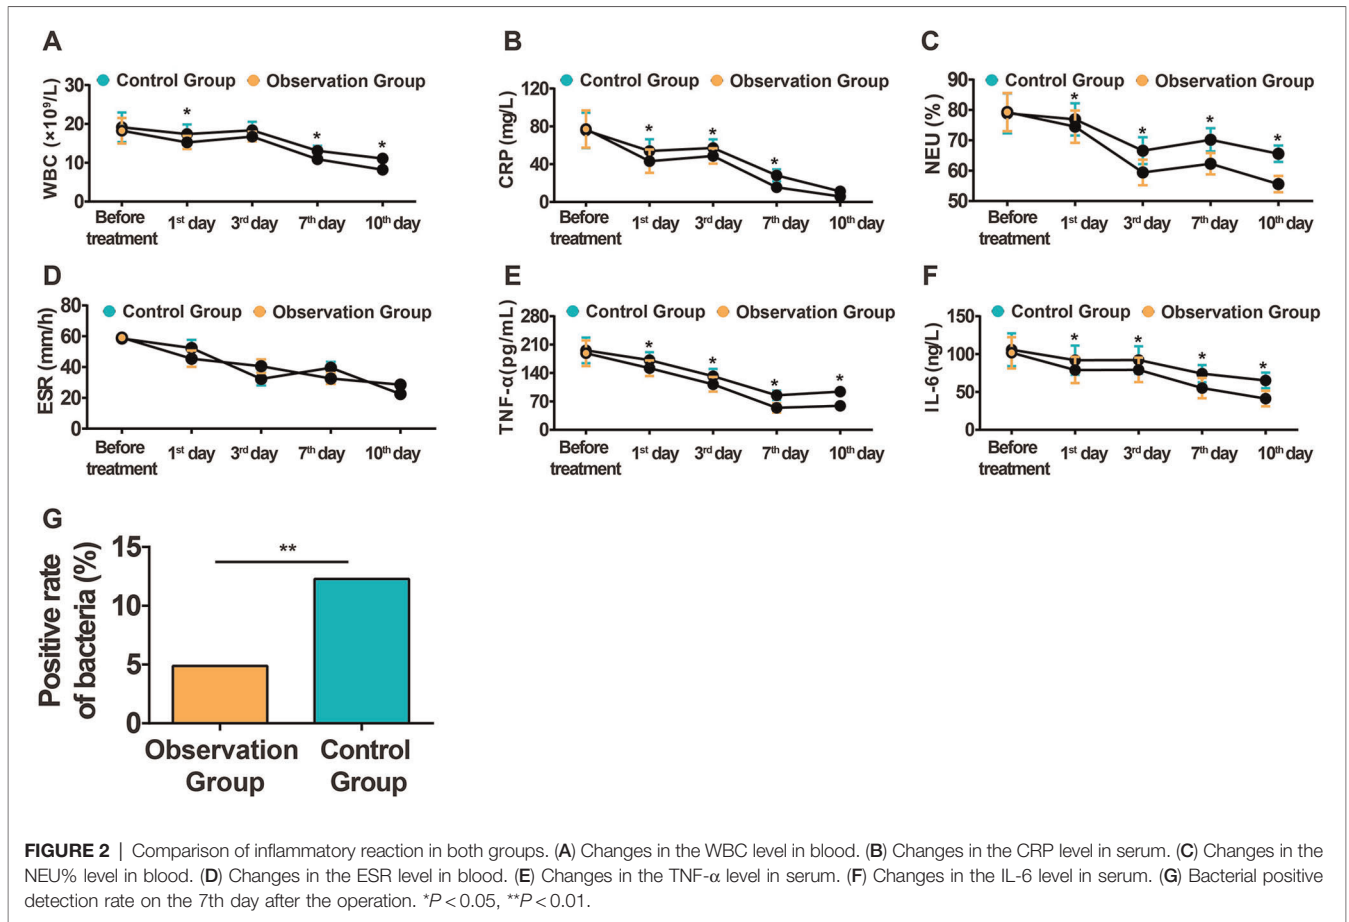 A
Control Group Observation Group
WBC (×10⁹/L)
30
20
10
0
* * *
Before treatment 1ˢᵗ day 3ʳᵈ day 7ᵗʰ day 10ᵗʰ day
B
Control Group Observation Group
CRP (mg/L)
120
80
40
0
* * *
Before treatment 1ˢᵗ day 3ʳᵈ day 7ᵗʰ day 10ᵗʰ day
C
Control Group Observation Group
NEU (%)
90
80
70
60
50
* * * *
Before treatment 1ˢᵗ day 3ʳᵈ day 7ᵗʰ day 10ᵗʰ day
D
Control Group Observation Group
ESR (mm/h)
80
60
40
20
0
Before treatment 1ˢᵗ day 3ʳᵈ day 7ᵗʰ day 10ᵗʰ day
E
Control Group Observation Group
TNF-α(pg/mL)
280
210
140
70
0
* * * *
Before treatment 1ˢᵗ day 3ʳᵈ day 7ᵗʰ day 10ᵗʰ day
F
Control Group Observation Group
IL-6 (ng/L)
150
100
50
0
* * * *
Before treatment 1ˢᵗ day 3ʳᵈ day 7ᵗʰ day 10ᵗʰ day
G
Positive rate
of bacteria (%)
15
10
5
0
**
Observation Group
Control Group
FIGURE 2 | Comparison of inflammatory reaction in both groups. (A) Changes in the WBC level in blood. (B) Changes in the CRP level in serum. (C) Changes in the
NEU% level in blood. (D) Changes in the ESR level in blood. (E) Changes in the TNF-α level in serum. (F) Changes in the IL-6 level in serum. (G) Bacterial positive
detection rate on the 7th day after the operation. *P < 0.05, **P < 0.01.